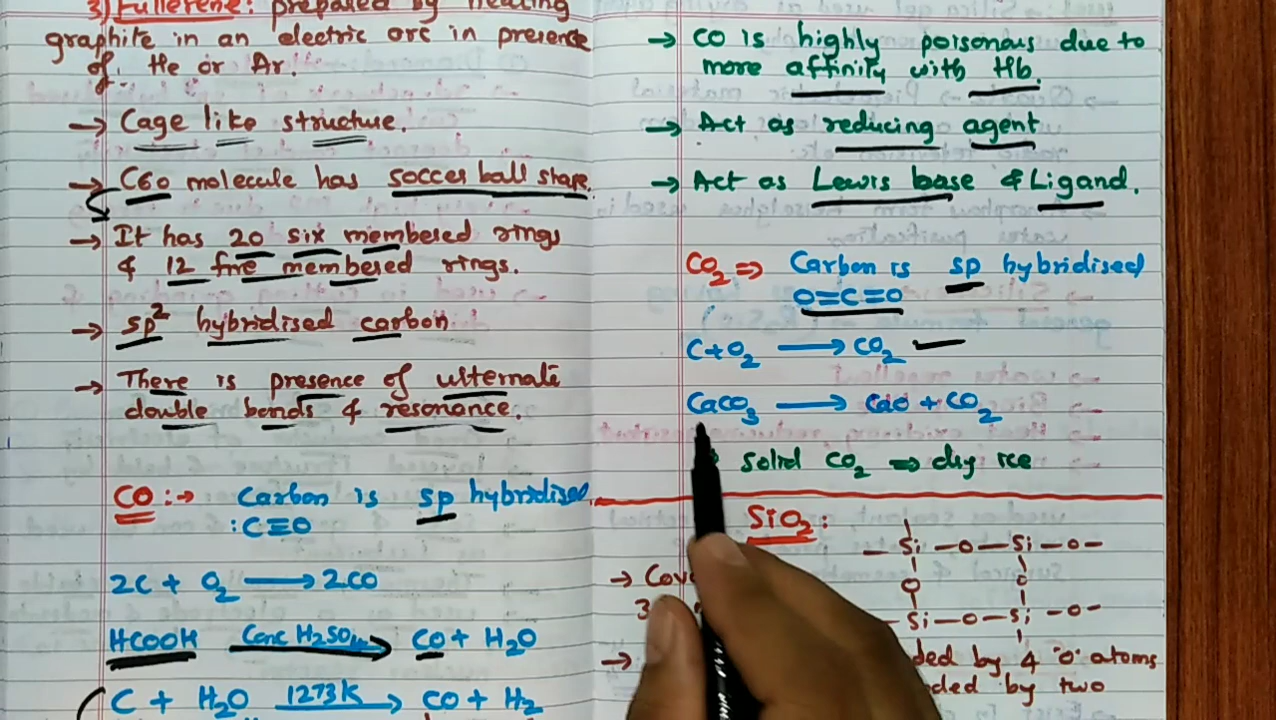 3) Fullerene: prepared by heating
graphite in an electric arc in presence
of He or Ar.
→ Cage like structure.
→ C60 molecule has soccer ball shape.
→ It has 20 six membered rings
& 12 five membered rings.
→ sp² hybridised carbon
→ There is presence of ulternate
double bonds & resonance.
CO :→ Carbon is sp hybridised.
:C≡O
2C + O₂ ⟶ 2CO
HCOOH Conc H₂SO₄ → CO + H₂O
C + H₂O 1273K → CO + H₂
→ CO is highly poisonous due to
more affinity with Hb.
→ Act as reducing agent
→ Act as Lewis base & Ligand.
CO₂ ⇒ Carbon is sp hybridised
O=C=O
C+O₂ ⟶ CO₂
CaCO₃ ⟶ CaO + CO₂
solid CO₂ ⇒ dry ice
SiO₂:
– Si – O – Si – O –
O O
– Si – O – Si – O –
→
3
→ by 4 'O' atoms
by two